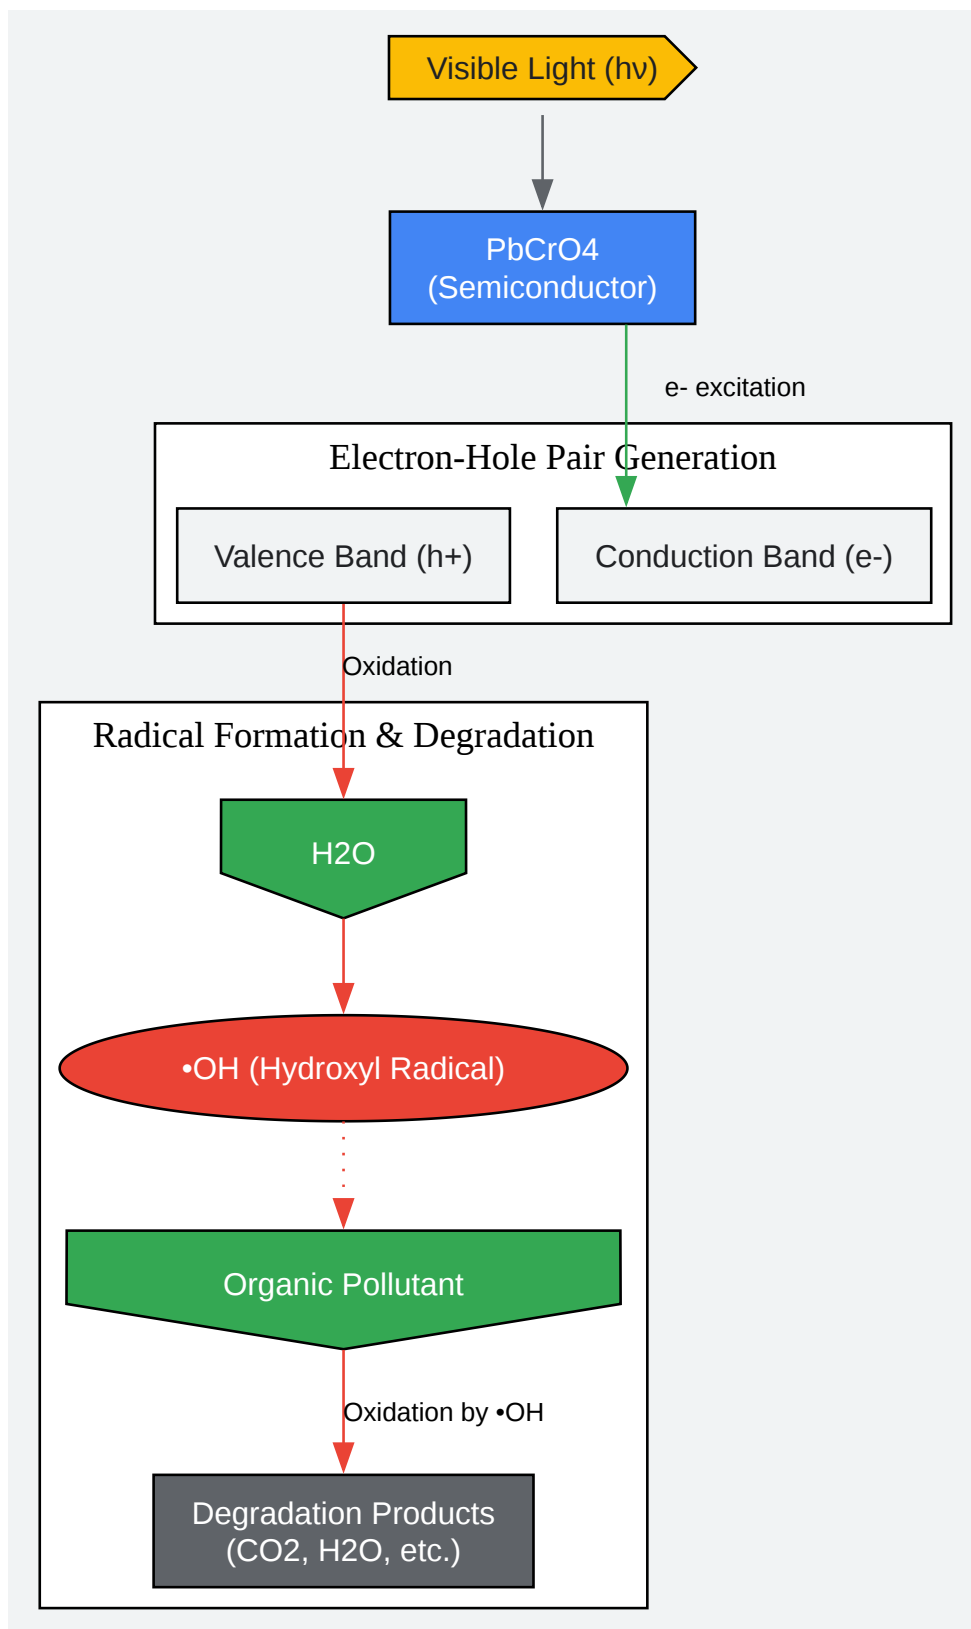 Visible Light (hν)
PbCrO4
(Semiconductor)
e- excitation
Electron-Hole Pair Generation
Valence Band (h+)
Conduction Band (e-)
Oxidation
Radical Formation & Degradation
H2O
•OH (Hydroxyl Radical)
Organic Pollutant
Oxidation by •OH
Degradation Products
(CO2, H2O, etc.)